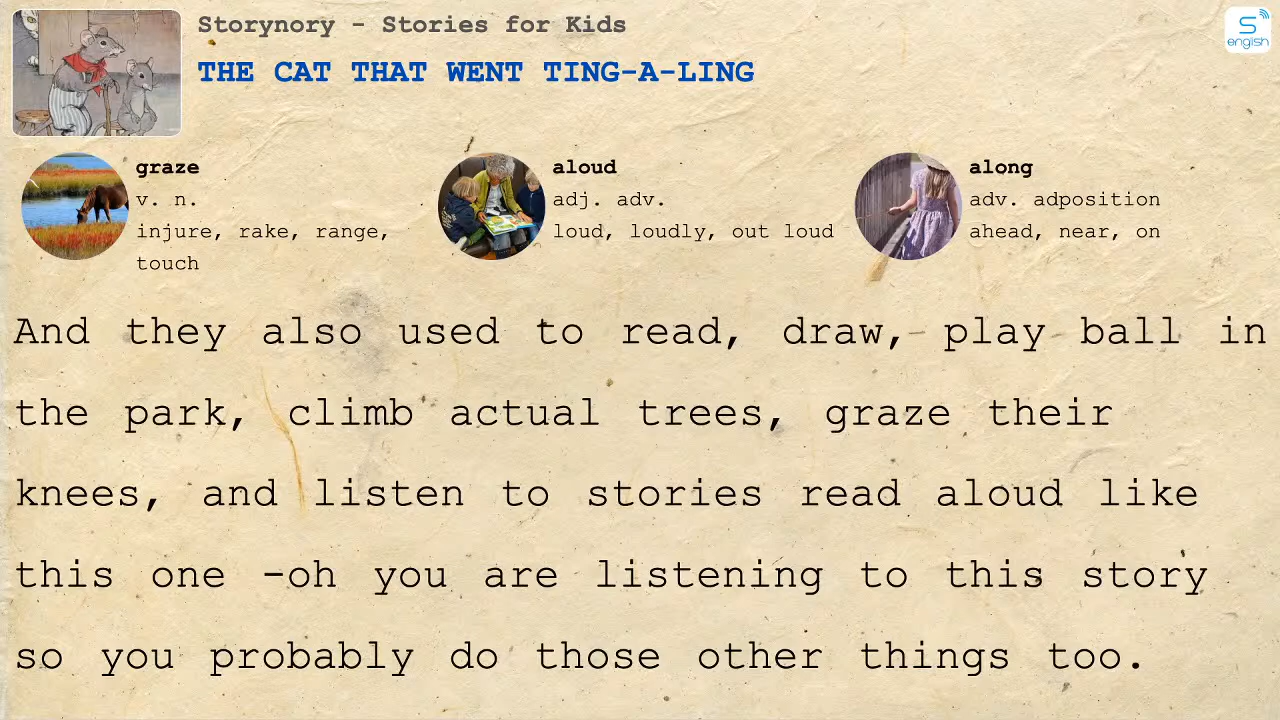 Storynory - Stories for Kids
THE CAT THAT WENT TING-A-LING
S
english
graze
v. n.
injure, rake, range,
touch
aloud
adj. adv.
loud, loudly, out loud
along
adv. adposition
ahead, near, on
And they also used to read, draw, play ball in
the park, climb actual trees, graze their
knees, and listen to stories read aloud like
this one -oh you are listening to this story
so you probably do those other things too.